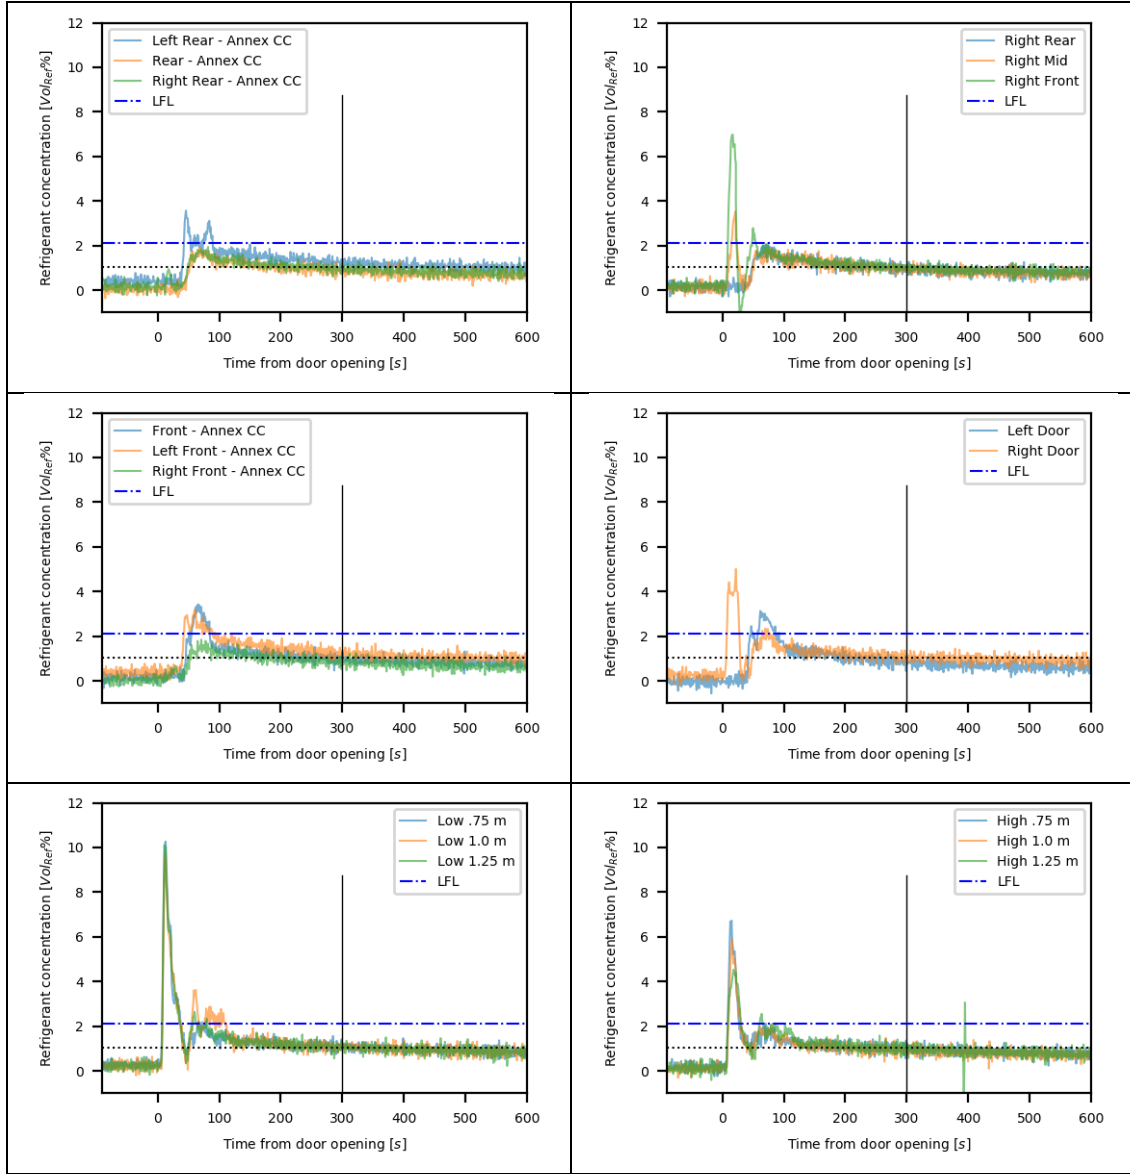 12
10
8
6
4
2
0
Refrigerant concentration [Vol_Ref%]
Left Rear - Annex CC
Rear - Annex CC
Right Rear - Annex CC
LFL
0 100 200 300 400 500 600
Time from door opening [s]
12
10
8
6
4
2
0
Refrigerant concentration [Vol_Ref%]
Right Rear
Right Mid
Right Front
LFL
0 100 200 300 400 500 600
Time from door opening [s]
12
10
8
6
4
2
0
Refrigerant concentration [Vol_Ref%]
Front - Annex CC
Left Front - Annex CC
Right Front - Annex CC
LFL
0 100 200 300 400 500 600
Time from door opening [s]
12
10
8
6
4
2
0
Refrigerant concentration [Vol_Ref%]
Left Door
Right Door
LFL
0 100 200 300 400 500 600
Time from door opening [s]
12
10
8
6
4
2
0
Refrigerant concentration [Vol_Ref%]
Low .75 m
Low 1.0 m
Low 1.25 m
LFL
0 100 200 300 400 500 600
Time from door opening [s]
12
10
8
6
4
2
0
Refrigerant concentration [Vol_Ref%]
High .75 m
High 1.0 m
High 1.25 m
LFL
0 100 200 300 400 500 600
Time from door opening [s]